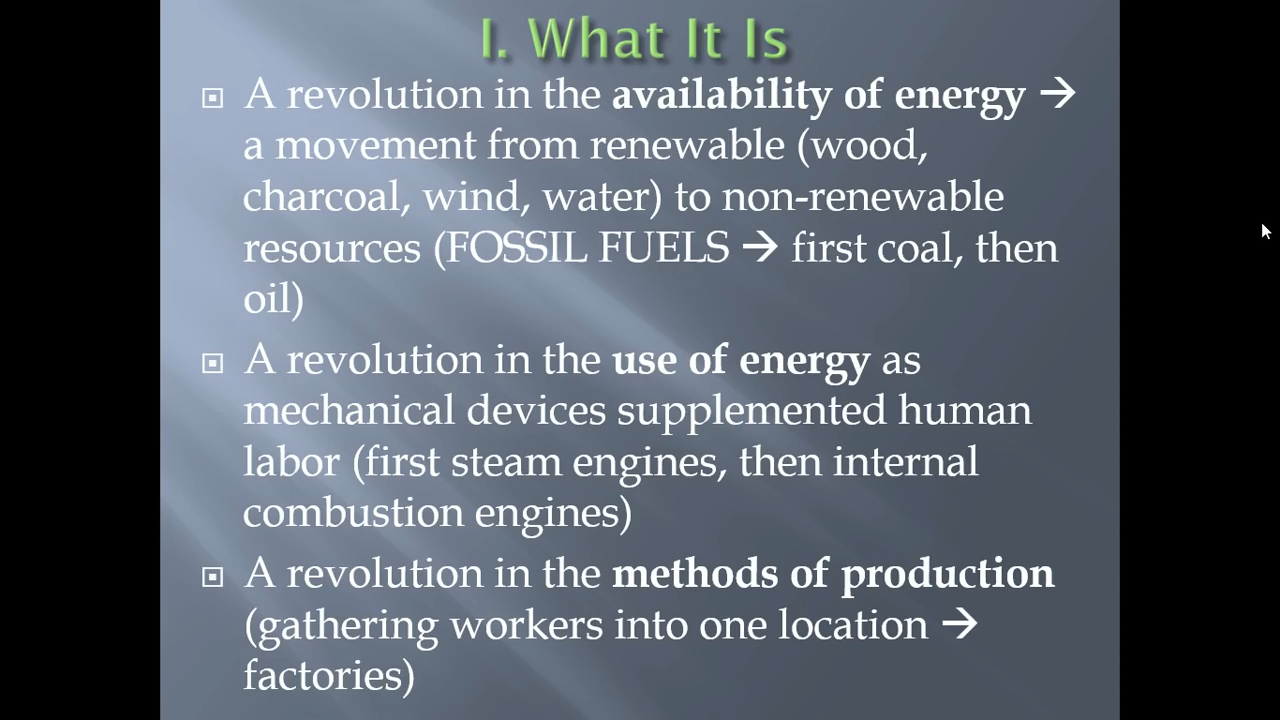 I. What It Is
A revolution in the availability of energy →
a movement from renewable (wood,
charcoal, wind, water) to non-renewable
resources (FOSSIL FUELS → first coal, then
oil)
A revolution in the use of energy as
mechanical devices supplemented human
labor (first steam engines, then internal
combustion engines)
A revolution in the methods of production
(gathering workers into one location →
factories)